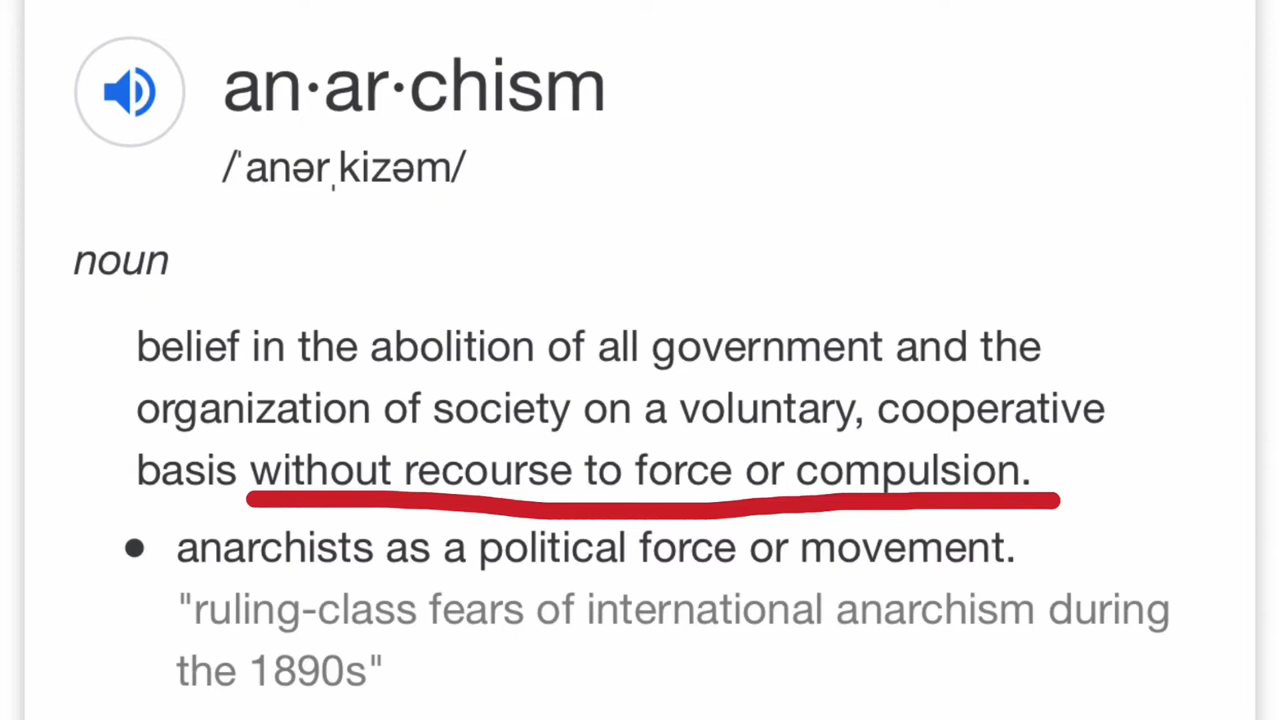 an·ar·chism
/ˈanərˌkizəm/
noun
belief in the abolition of all government and the
organization of society on a voluntary, cooperative
basis without recourse to force or compulsion.
• anarchists as a political force or movement.
"ruling-class fears of international anarchism during
the 1890s"